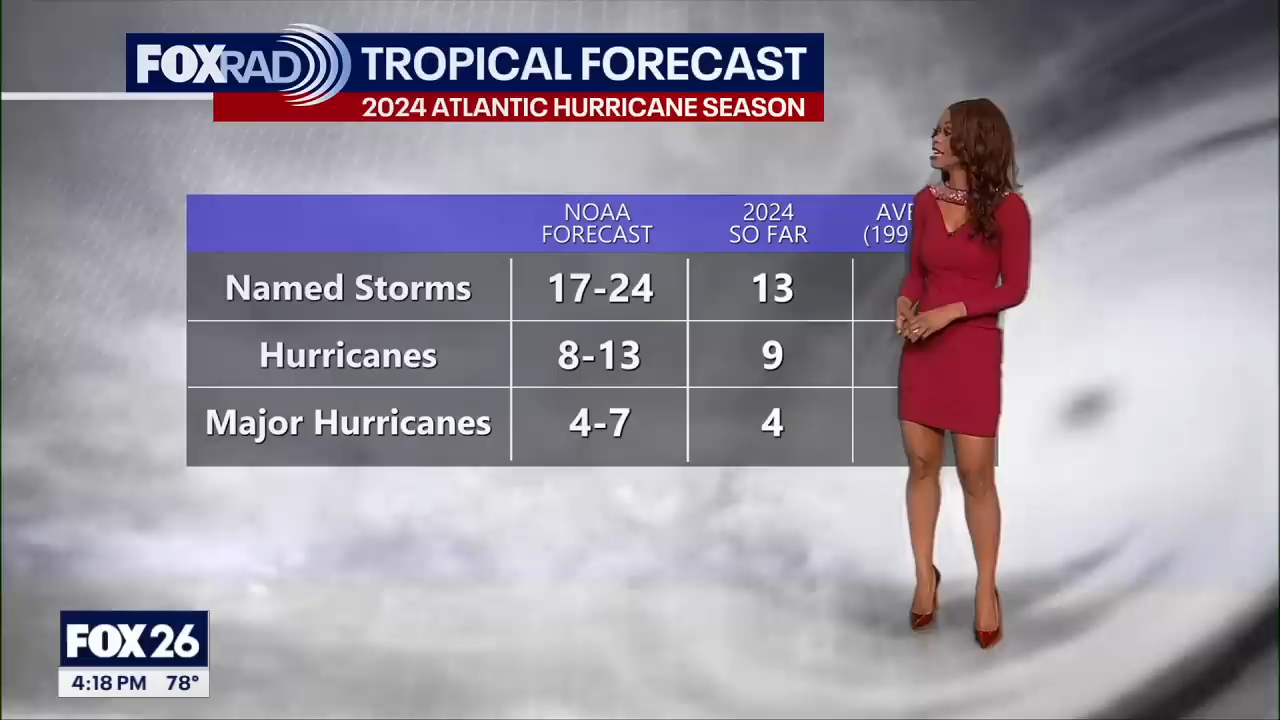 FOXRAD TROPICAL FORECAST
2024 ATLANTIC HURRICANE SEASON
NOAA
FORECAST
2024
SO FAR
Named Storms 17-24 13
Hurricanes 8-13 9
Major Hurricanes 4-7 4
FOX 26
4:18 PM 78°